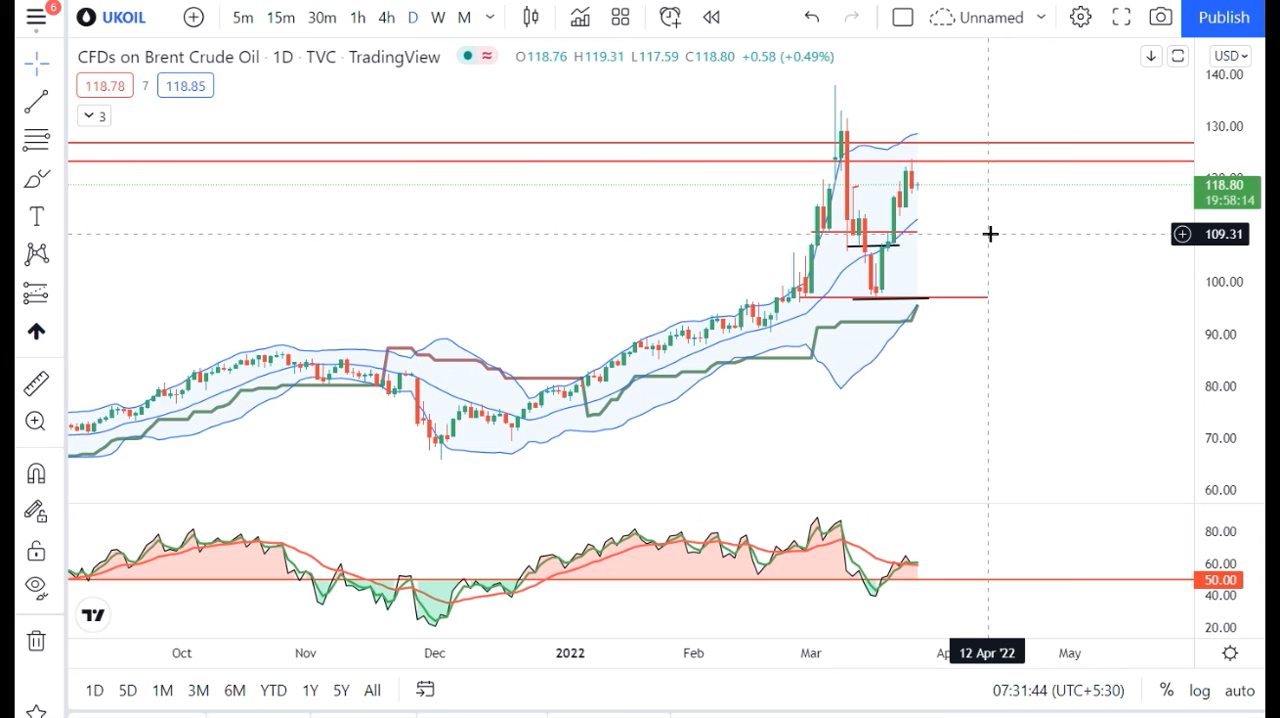 6
UKOIL
5m 15m 30m 1h 4h D W M
Unnamed
Publish
CFDs on Brent Crude Oil · 1D · TVC · TradingView
O118.76 H119.31 L117.59 C118.80 +0.58 (+0.49%)
USD
118.78 7 118.85
3
140.00
130.00
118.80
19:58:14
109.31
100.00
90.00
80.00
70.00
60.00
80.00
60.00
50.00
40.00
20.00
Oct Nov Dec 2022 Feb Mar 12 Apr '22 May
1D 5D 1M 3M 6M YTD 1Y 5Y All
07:31:44 (UTC+5:30) % log auto